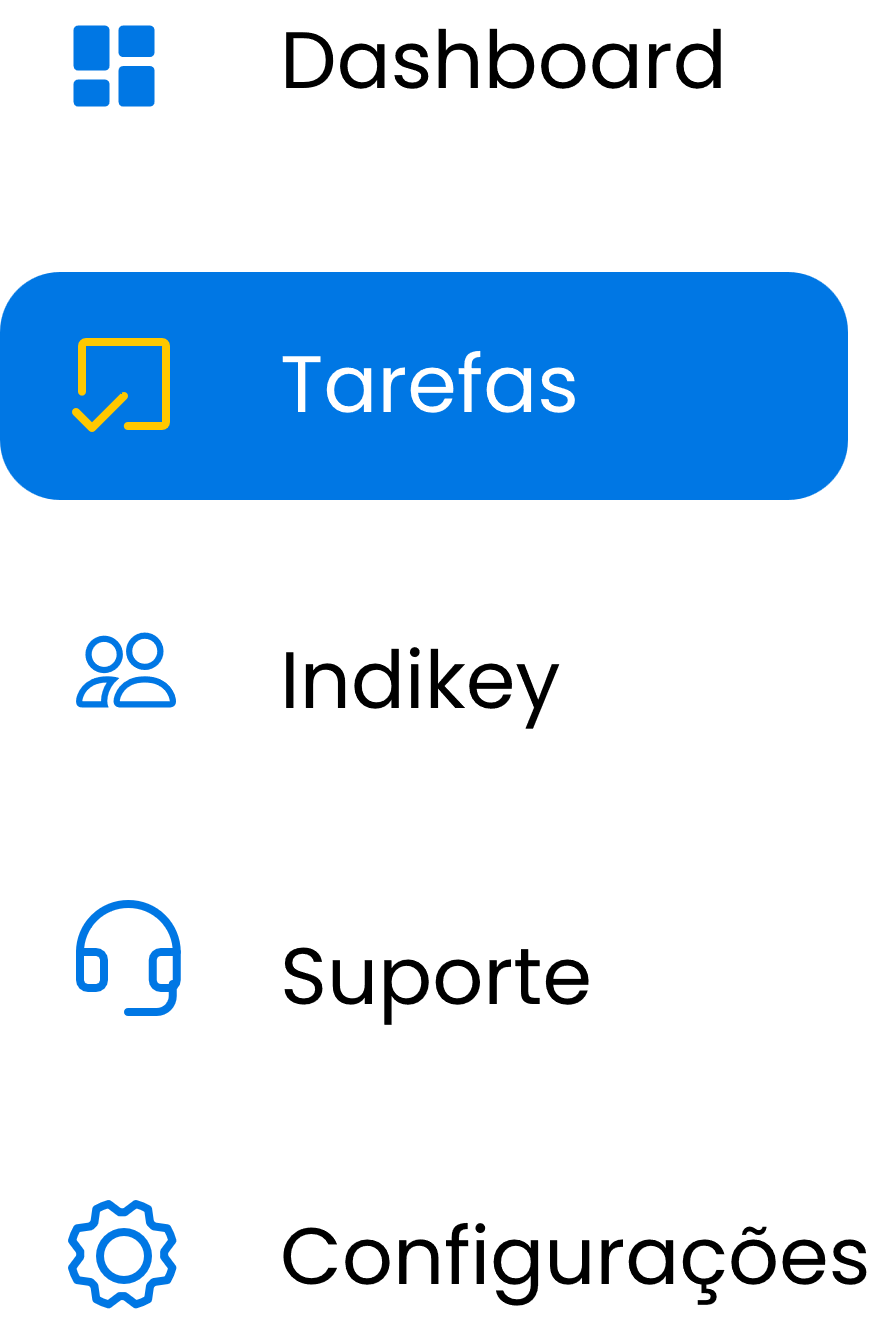 Dashboard
Tarefas
Indikey
Suporte
Configurações